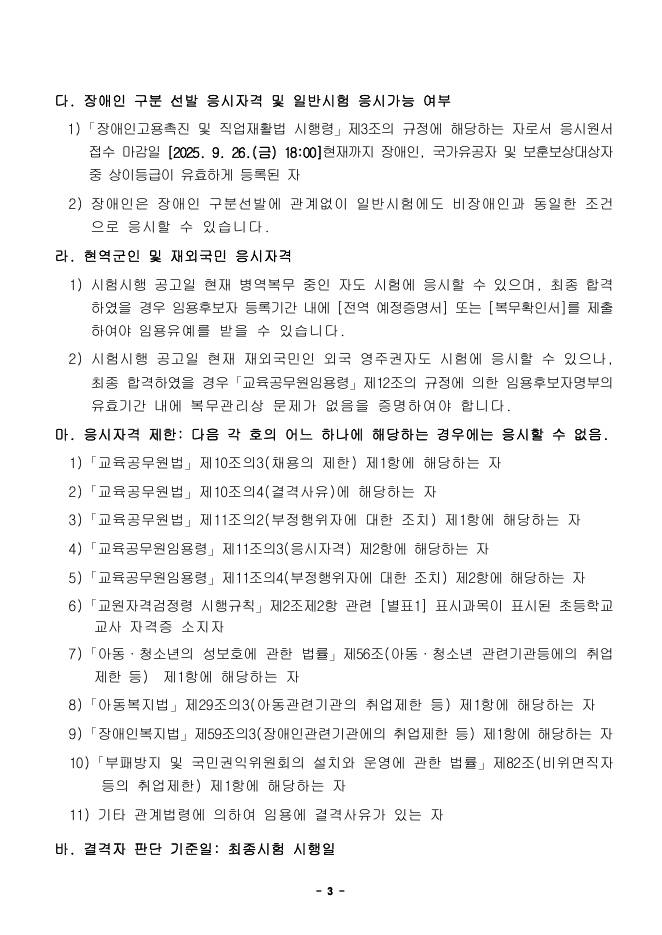 다. 장애인 구분 선발 응시자격 및 일반시험 응시가능 여부
1)「장애인고용촉진 및 직업재활법 시행령」제3조의 규정에 해당하는 자로서 응시원서
접수 마감일 [2025. 9. 26.(금) 18:00]현재까지 장애인, 국가유공자 및 보훈보상대상자
중 상이등급이 유효하게 등록된 자
2) 장애인은 장애인 구분선발에 관계없이 일반시험에도 비장애인과 동일한 조건
으로 응시할 수 있습니다.
라. 현역군인 및 재외국민 응시자격
1) 시험시행 공고일 현재 병역복무 중인 자도 시험에 응시할 수 있으며, 최종 합격
하였을 경우 임용후보자 등록기간 내에 [전역 예정증명서] 또는 [복무확인서]를 제출
하여야 임용유예를 받을 수 있습니다.
2) 시험시행 공고일 현재 재외국민인 외국 영주권자도 시험에 응시할 수 있으나,
최종 합격하였을 경우「교육공무원임용령」제12조의 규정에 의한 임용후보자명부의
유효기간 내에 복무관리상 문제가 없음을 증명하여야 합니다.
마. 응시자격 제한: 다음 각 호의 어느 하나에 해당하는 경우에는 응시할 수 없음.
1)「교육공무원법」제10조의3(채용의 제한) 제1항에 해당하는 자
2)「교육공무원법」제10조의4(결격사유)에 해당하는 자
3)「교육공무원법」제11조의2(부정행위자에 대한 조치) 제1항에 해당하는 자
4)「교육공무원임용령」제11조의3(응시자격) 제2항에 해당하는 자
5)「교육공무원임용령」제11조의4(부정행위자에 대한 조치) 제2항에 해당하는 자
6)「교원자격검정령 시행규칙」제2조제2항 관련 [별표1] 표시과목이 표시된 초등학교
교사 자격증 소지자
7)「아동·청소년의 성보호에 관한 법률」제56조(아동·청소년 관련기관등에의 취업
제한 등) 제1항에 해당하는 자
8)「아동복지법」제29조의3(아동관련기관의 취업제한 등) 제1항에 해당하는 자
9)「장애인복지법」제59조의3(장애인관련기관에의 취업제한 등) 제1항에 해당하는 자
10)「부패방지 및 국민권익위원회의 설치와 운영에 관한 법률」제82조(비위면직자
등의 취업제한) 제1항에 해당하는 자
11) 기타 관계법령에 의하여 임용에 결격사유가 있는 자
바. 결격자 판단 기준일: 최종시험 시행일
- 3 -